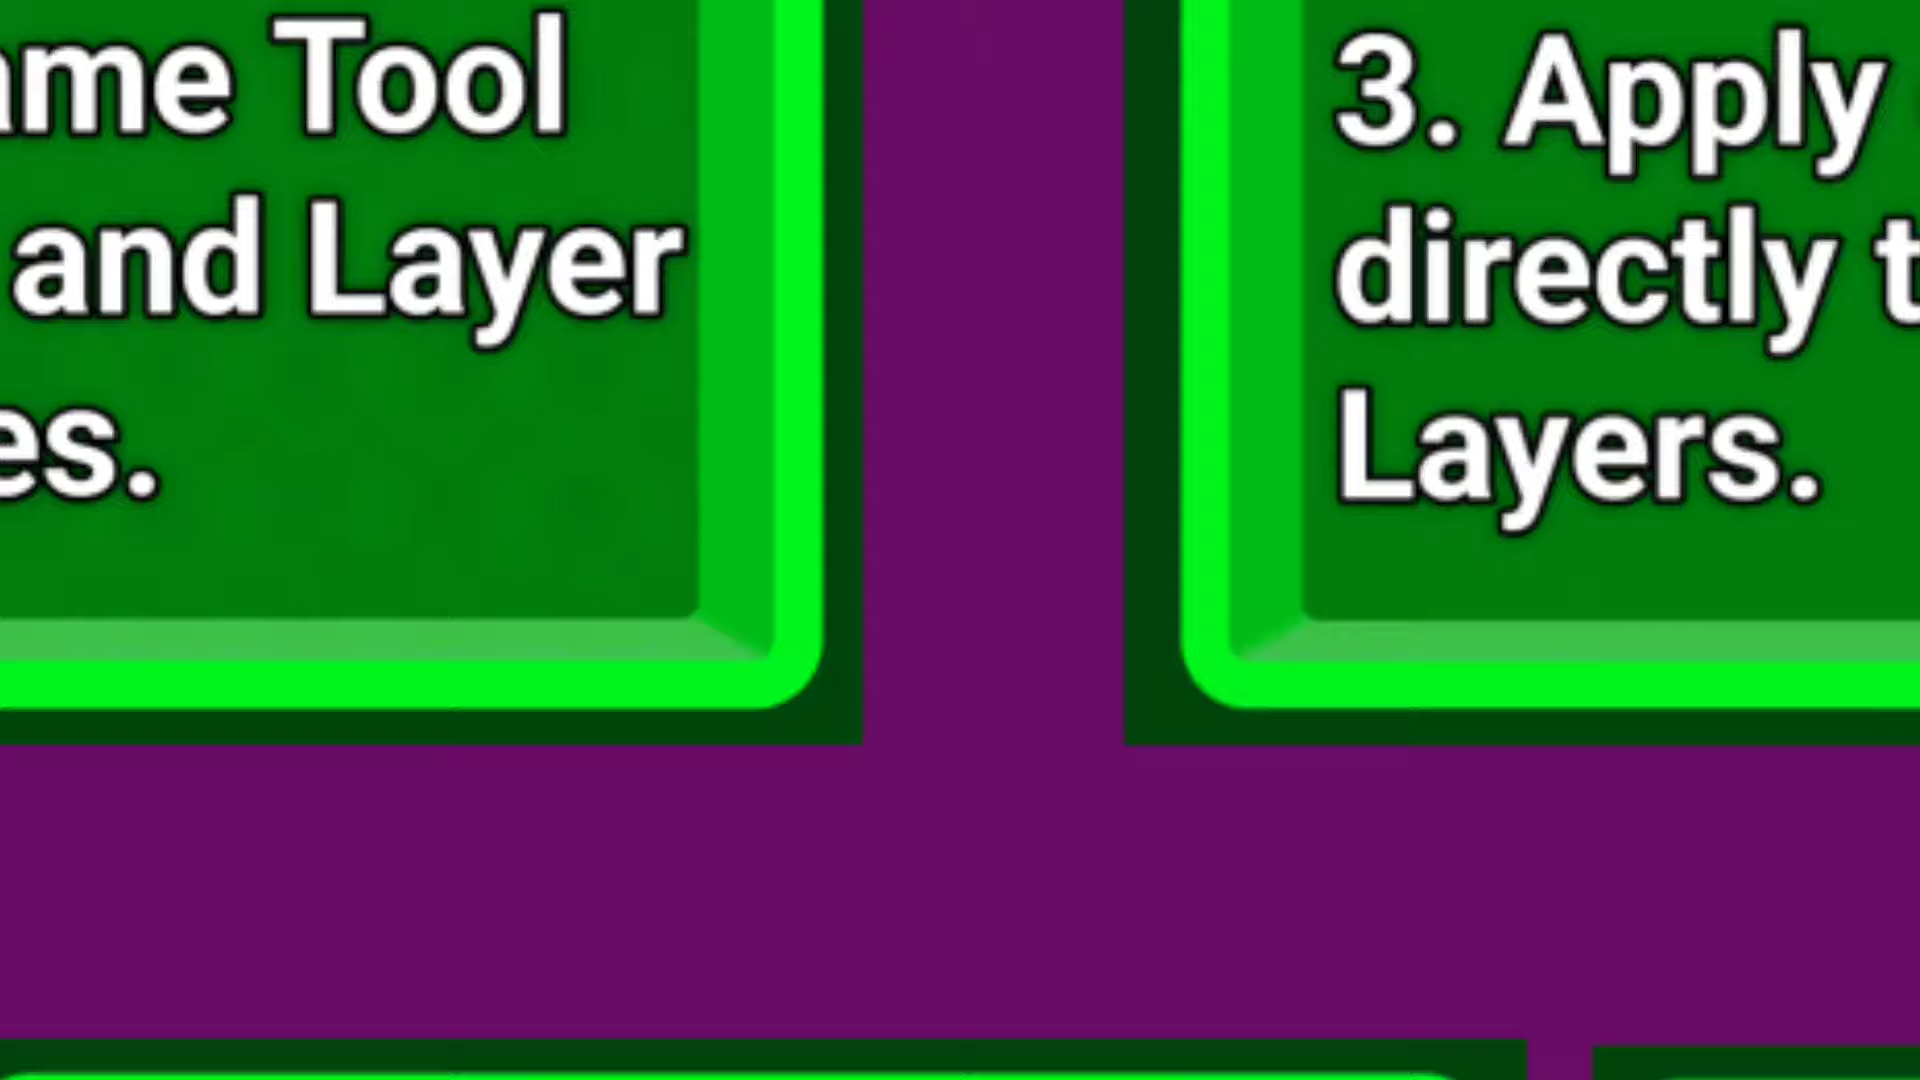 ame Tool
and Layer
es.
3. Apply
directly t
Layers.